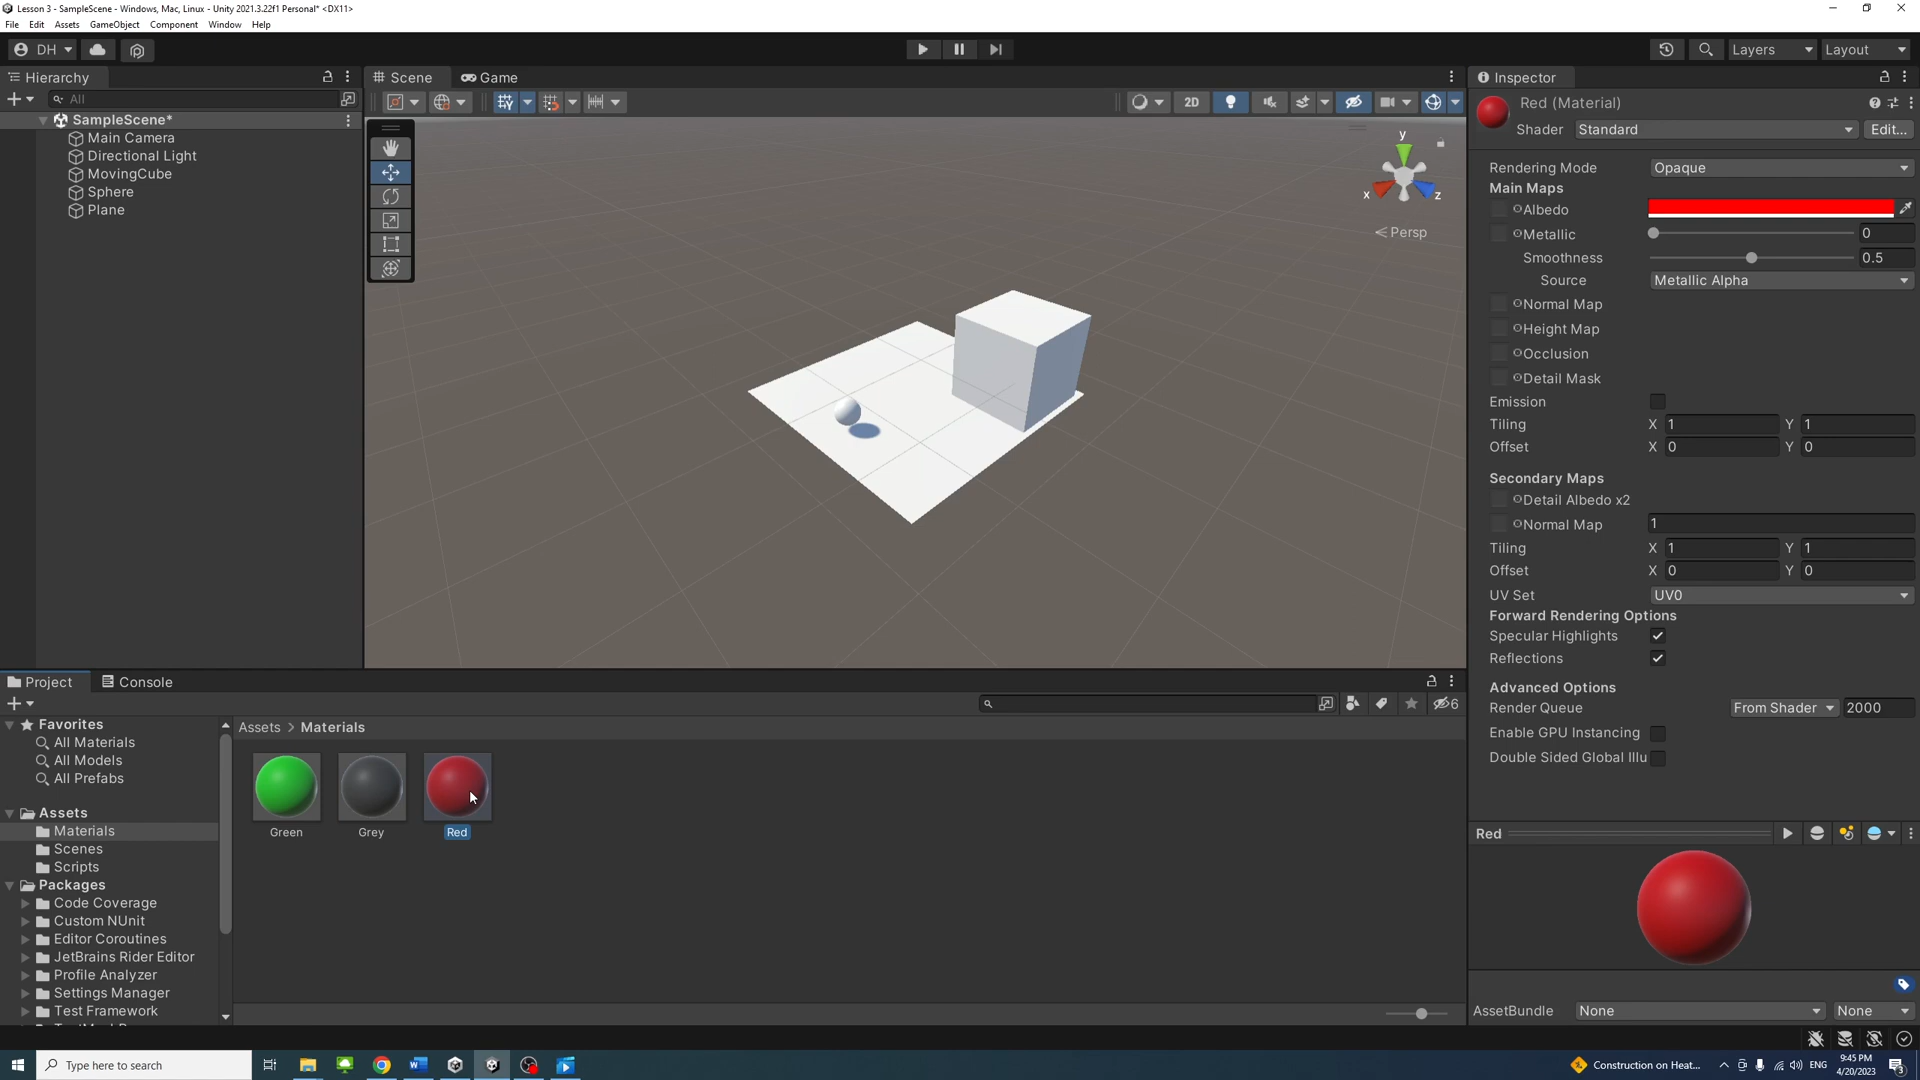 Lesson 3 - SampleScene - Windows, Mac, Linux - Unity 2021.3.22f1 Personal* <DX11>
File Edit Assets GameObject Component Window Help
DH
Layers
Layout
Hierarchy
All
SampleScene*
Main Camera
Directional Light
MovingCube
Sphere
Plane
Scene
Game
2D
y
x
z
Persp
Inspector
Red (Material)
Shader Standard Edit...
Rendering Mode Opaque
Main Maps
Albedo
Metallic 0
Smoothness 0.5
Source Metallic Alpha
Normal Map
Height Map
Occlusion
Detail Mask
Emission
Tiling X 1 Y 1
Offset X 0 Y 0
Secondary Maps
Detail Albedo x2
Normal Map 1
Tiling X 1 Y 1
Offset X 0 Y 0
UV Set UV0
Forward Rendering Options
Specular Highlights
Reflections
Advanced Options
Render Queue From Shader 2000
Enable GPU Instancing
Double Sided Global Illu
Red
AssetBundle None None
Project
Console
6
Favorites
All Materials
All Models
All Prefabs
Assets
Materials
Scenes
Scripts
Packages
Code Coverage
Custom NUnit
Editor Coroutines
JetBrains Rider Editor
Profile Analyzer
Settings Manager
Test Framework
Assets > Materials
Green
Grey
Red
Type here to search
Construction on Heat...
ENG
9:45 PM
4/20/2023
3